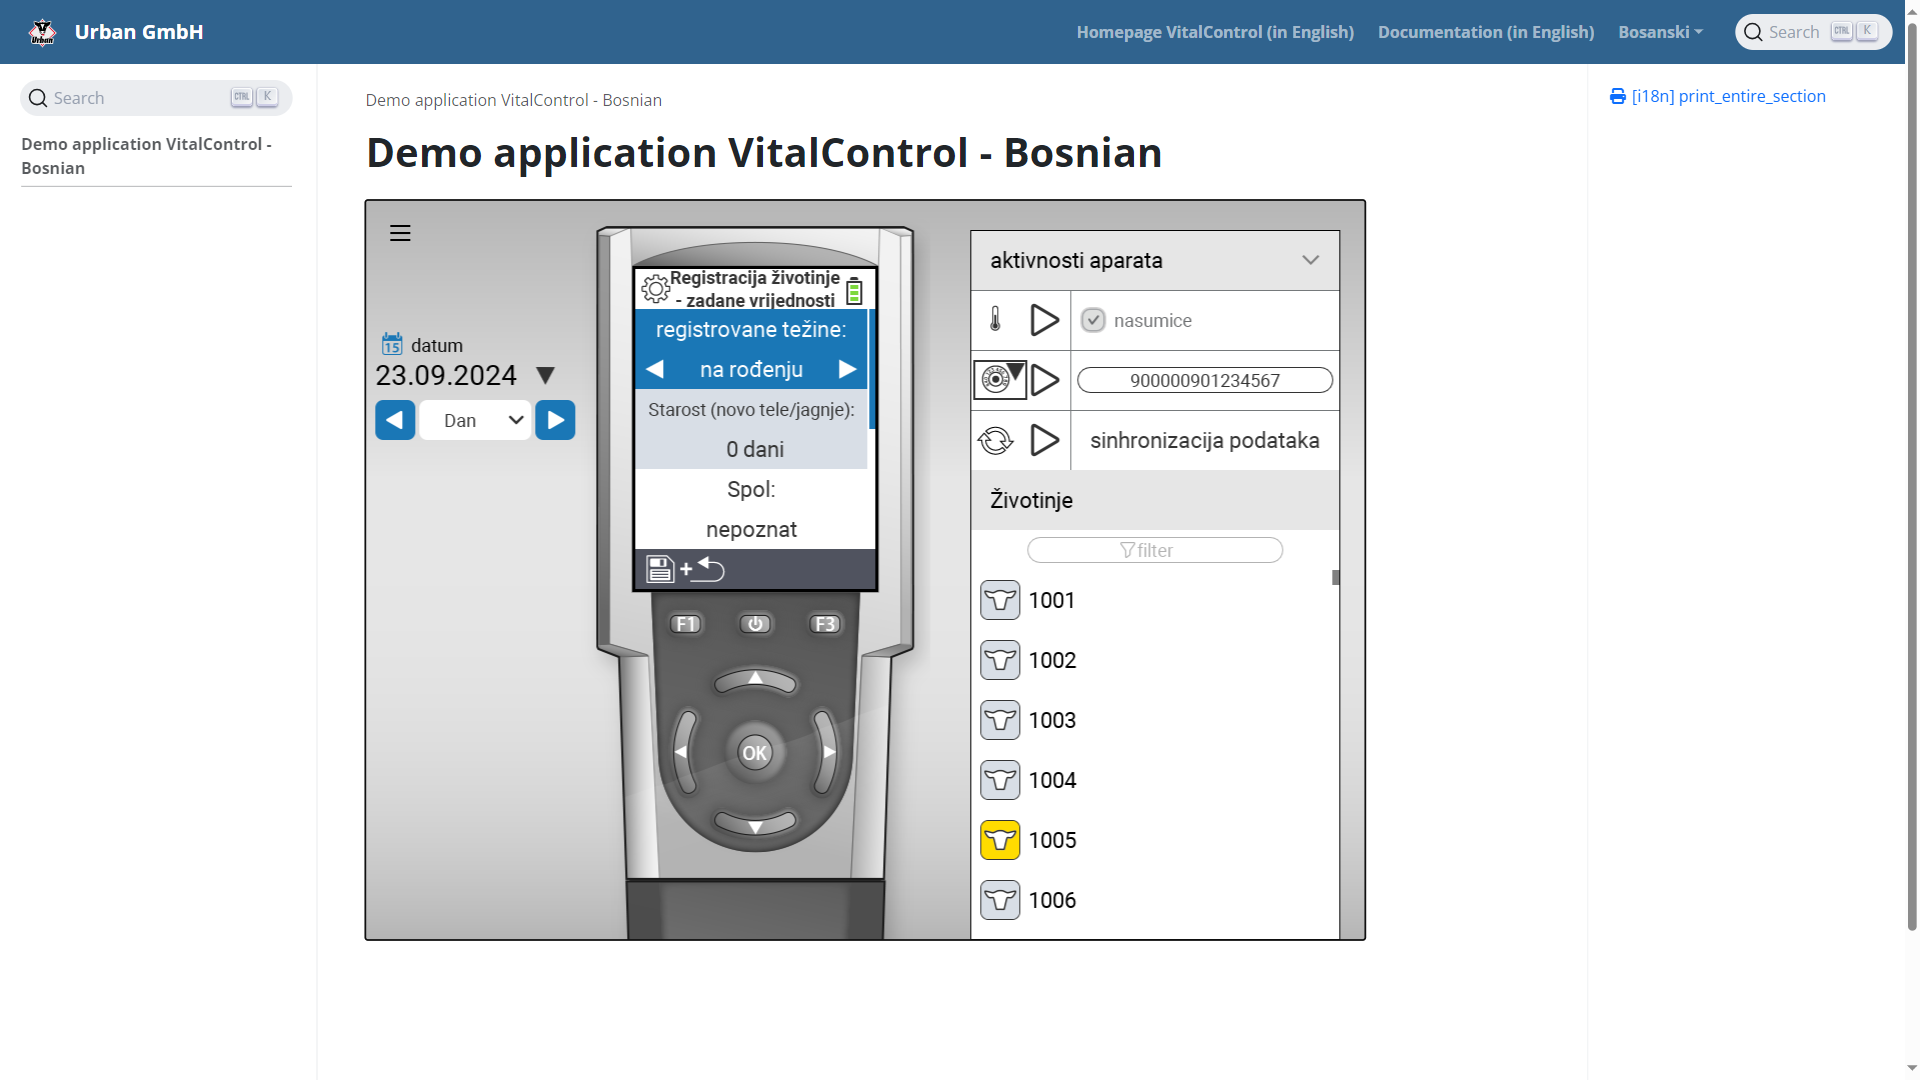 Urban GmbH
Homepage VitalControl (in English)
Documentation (in English)
Bosanski
Search CTRL K
Search CTRL K
Demo application VitalControl -
Bosnian
Demo application VitalControl - Bosnian
Demo application VitalControl - Bosnian
[i18n] print_entire_section
15 datum
23.09.2024
Dan
Registracija životinje
- zadane vrijednosti
registrovane težine:
na rođenju
Starost (novo tele/jagnje):
0 dani
Spol:
nepoznat
+
F1
F3
OK
aktivnosti aparata
nasumice
900000901234567
sinhronizacija podataka
Životinje
filter
1001
1002
1003
1004
1005
1006